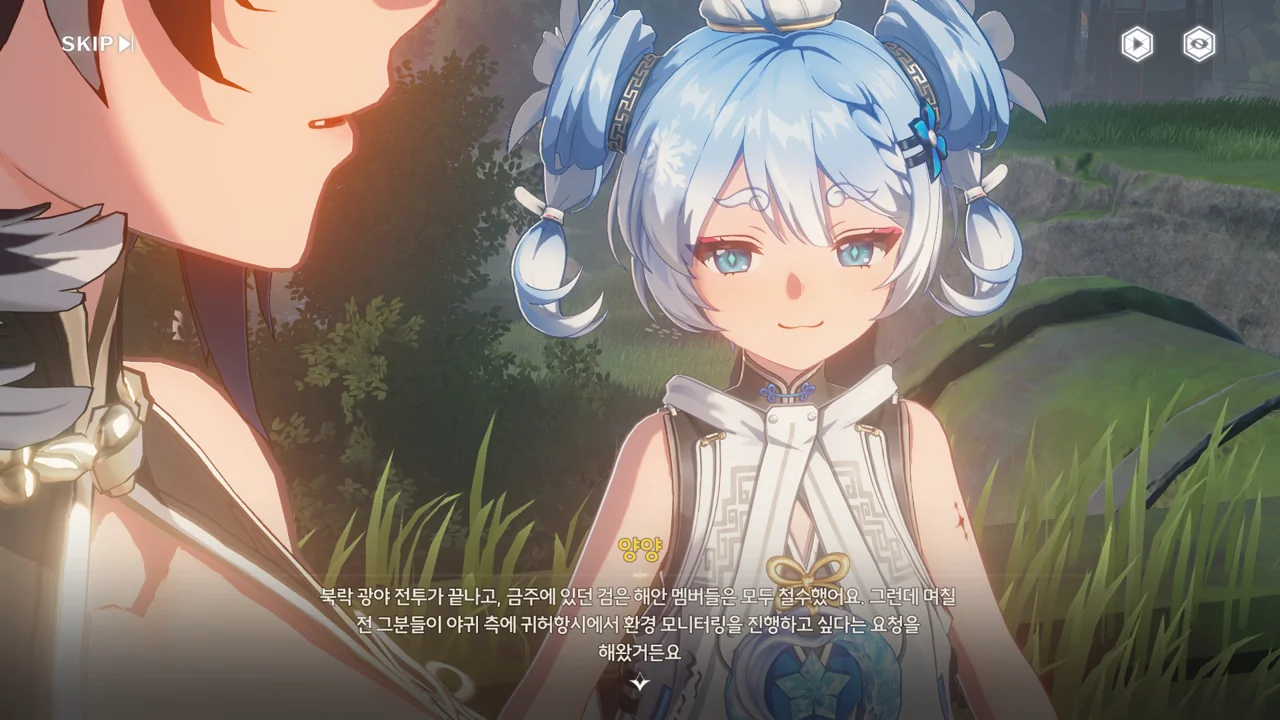 SKIP
양양
북락 광야 전투가 끝나고, 금주에 있던 검은 해안 멤버들은 모두 철수했어요. 그런데 며칠
전 그분들이 야귀 측에 귀허항시에서 환경 모니터링을 진행하고 싶다는 요청을
해왔거든요